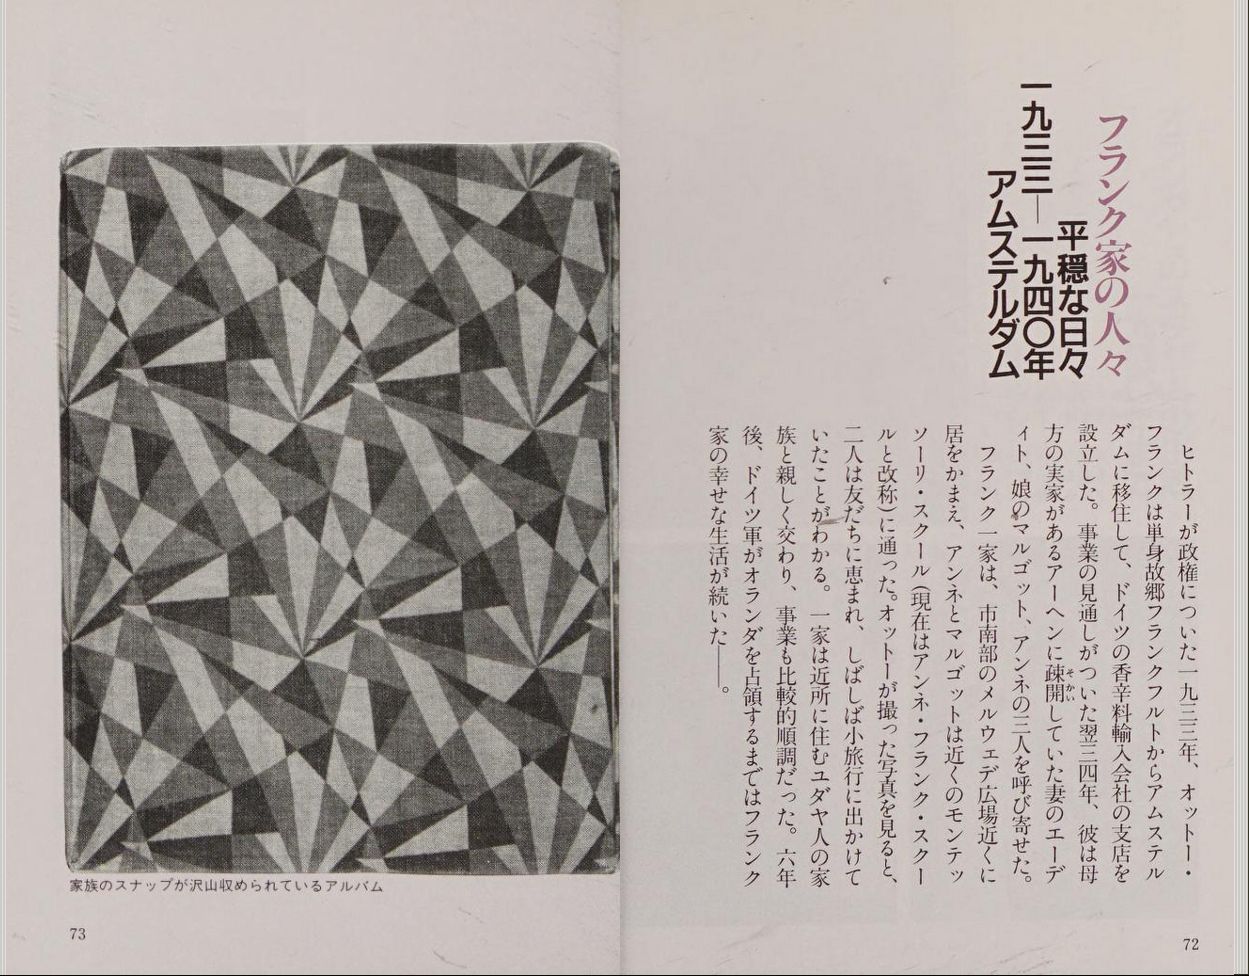 フランク家の人々
平穏な日々
一九三三―一九四〇年
アムステルダム
ヒトラーが政権についた一九三三年、オットー・
フランクは単身故郷フランクフルトからアムステル
ダムに移住して、ドイツの香辛料輸入会社の支店を
設立した。事業の見通しがついた翌三四年、彼は母
方の実家があるアーヘンに疎開していた妻のエーデ
そかい
ィト、娘のマルゴット、アンネの三人を呼び寄せた。
フランク一家は、市南部のメルウェデ広場近くに
居をかまえ、アンネとマルゴットは近くのモンテッ
ソーリ・スクール（現在はアンネ・フランク・スクー
ルと改称）に通った。オットーが撮った写真を見ると、
二人は友だちに恵まれ、しばしば小旅行に出かけて
いたことがわかる。一家は近所に住むユダヤ人の家
族と親しく交わり、事業も比較的順調だった。六年
後、ドイツ軍がオランダを占領するまではフランク
家の幸せな生活が続いた――。
72
家族のスナップが沢山収められているアルバム
73